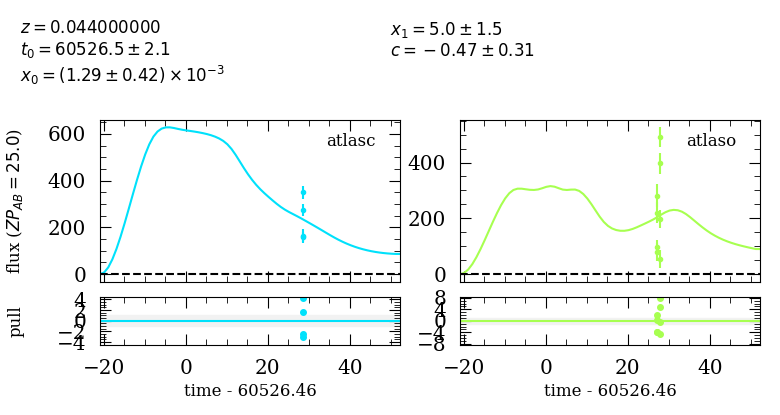 z = 0.044000000
t₀ = 60526.5 ± 2.1
x₀ = (1.29 ± 0.42) × 10⁻³
x₁ = 5.0 ± 1.5
c = −0.47 ± 0.31
flux (ZP_AB = 25.0)
600
400
200
0
atlasc
400
200
0
atlaso
pull
4
2
0
−2
−4
8
4
0
−4
−8
−20 0 20 40
time - 60526.46
−20 0 20 40
time - 60526.46